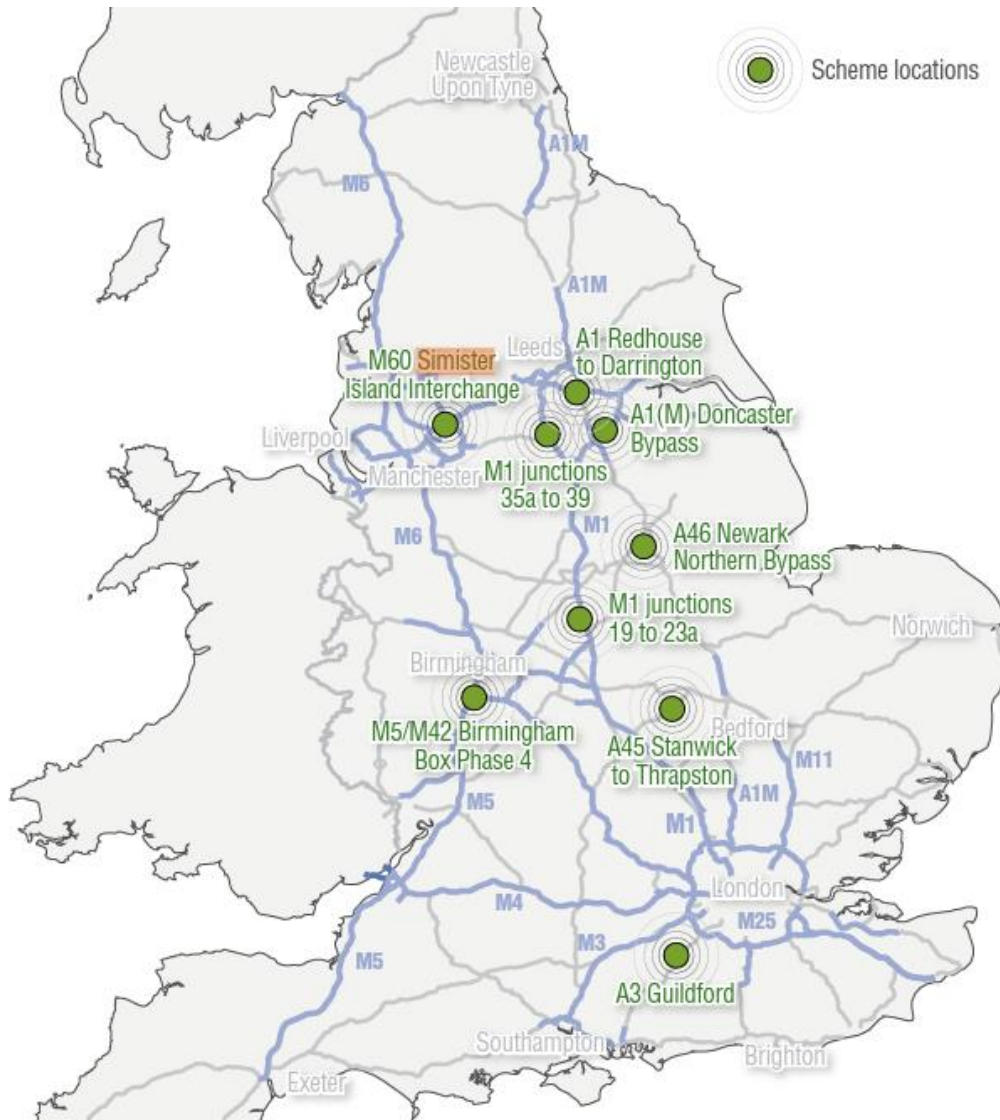 Newcastle
Upon Tyne
Scheme locations
A1M
M6
A1M
Leeds
A1 Redhouse
to Darrington
M60 Simister
Island Interchange
A1(M) Doncaster
Bypass
Liverpool
Manchester
M1 junctions
35a to 39
M6
M1
A46 Newark
Northern Bypass
M1 junctions
19 to 23a
Norwich
Birmingham
M5/M42 Birmingham
Box Phase 4
Bedford
A45 Stanwick
to Thrapston
M11
A1M
M5
M1
London
M4
M25
M3
M5
A3 Guildford
Southampton
Brighton
Exeter